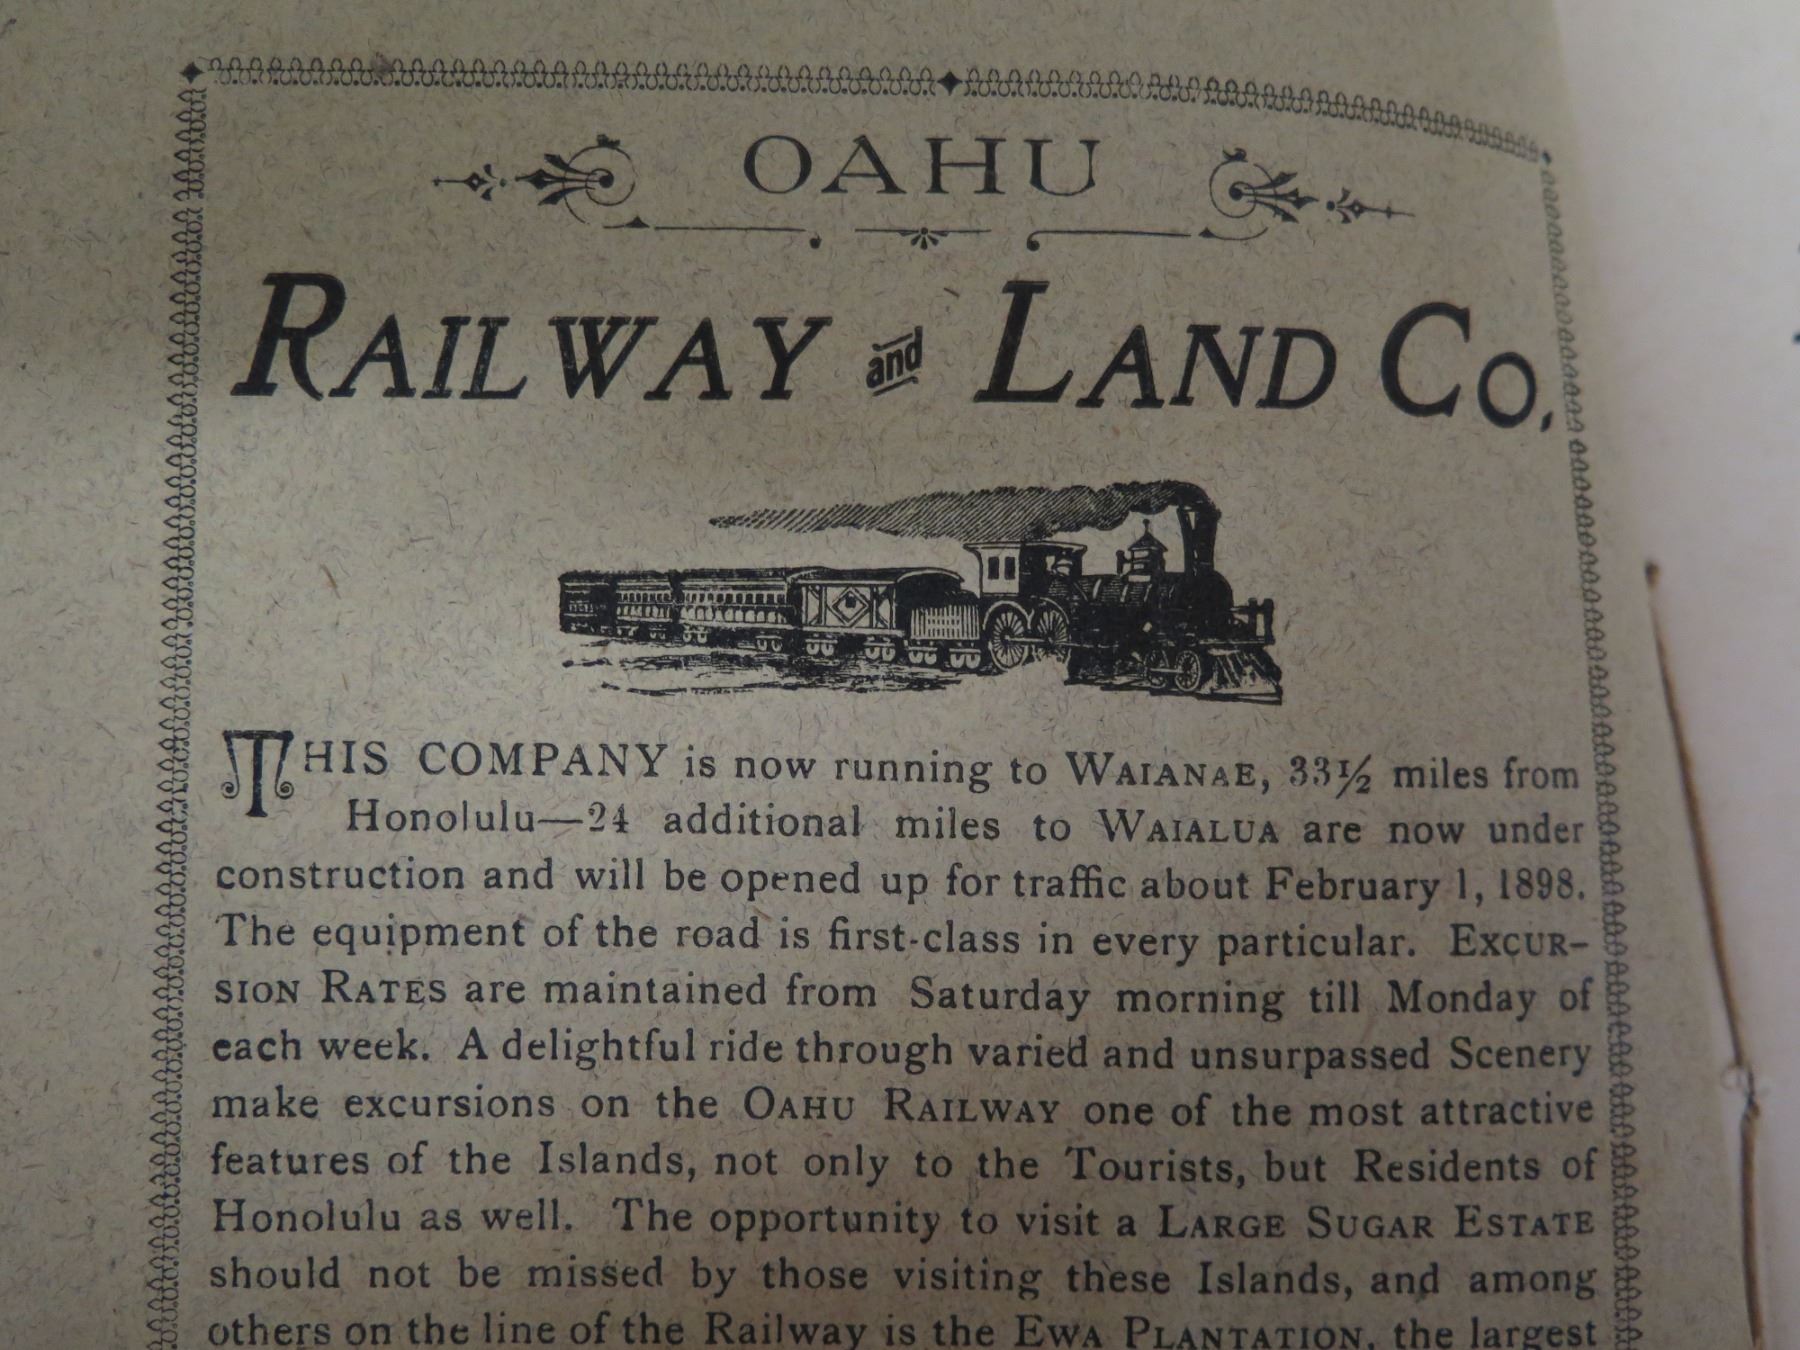 OAHU
RAILWAY and LAND CO.
THIS COMPANY is now running to WAIANAE, 33½ miles from
Honolulu—24 additional miles to WAIALUA are now under
construction and will be opened up for traffic about February 1, 1898.
The equipment of the road is first-class in every particular. EXCUR-
SION RATES are maintained from Saturday morning till Monday of
each week. A delightful ride through varied and unsurpassed Scenery
make excursions on the OAHU RAILWAY one of the most attractive
features of the Islands, not only to the Tourists, but Residents of
Honolulu as well. The opportunity to visit a LARGE SUGAR ESTATE
should not be missed by those visiting these Islands, and among
others on the line of the Railway is the EWA PLANTATION, the largest